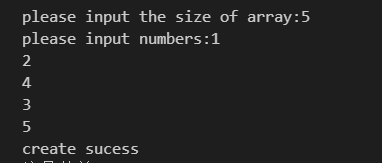 please input the size of array:5
please input numbers:1
2
4
3
5
create sucess